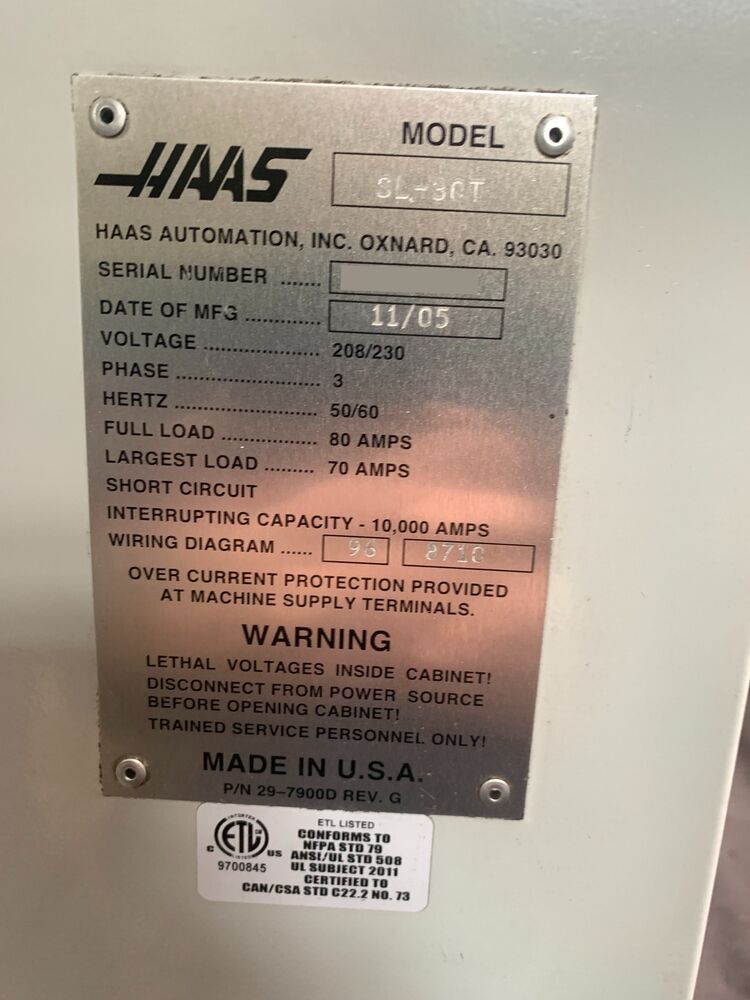 MODEL
HAAS SL-30T
HAAS AUTOMATION, INC. OXNARD, CA. 93030
SERIAL NUMBER .......
DATE OF MFG ............ 11/05
VOLTAGE .................. 208/230
PHASE ...................... 3
HERTZ ...................... 50/60
FULL LOAD ............... 80 AMPS
LARGEST LOAD ......... 70 AMPS
SHORT CIRCUIT
INTERRUPTING CAPACITY - 10,000 AMPS
WIRING DIAGRAM ...... 96 8710
OVER CURRENT PROTECTION PROVIDED
AT MACHINE SUPPLY TERMINALS.
WARNING
LETHAL VOLTAGES INSIDE CABINET!
DISCONNECT FROM POWER SOURCE
BEFORE OPENING CABINET!
TRAINED SERVICE PERSONNEL ONLY!
MADE IN U.S.A.
P/N 29-7900D REV. G
ETL LISTED
CONFORMS TO
NFPA STD 79
ANSI/UL STD 508
UL SUBJECT 2011
CERTIFIED TO
CAN/CSA STD C22.2 NO. 73
INTERTEK
C ETL CM US
LISTED
9700845